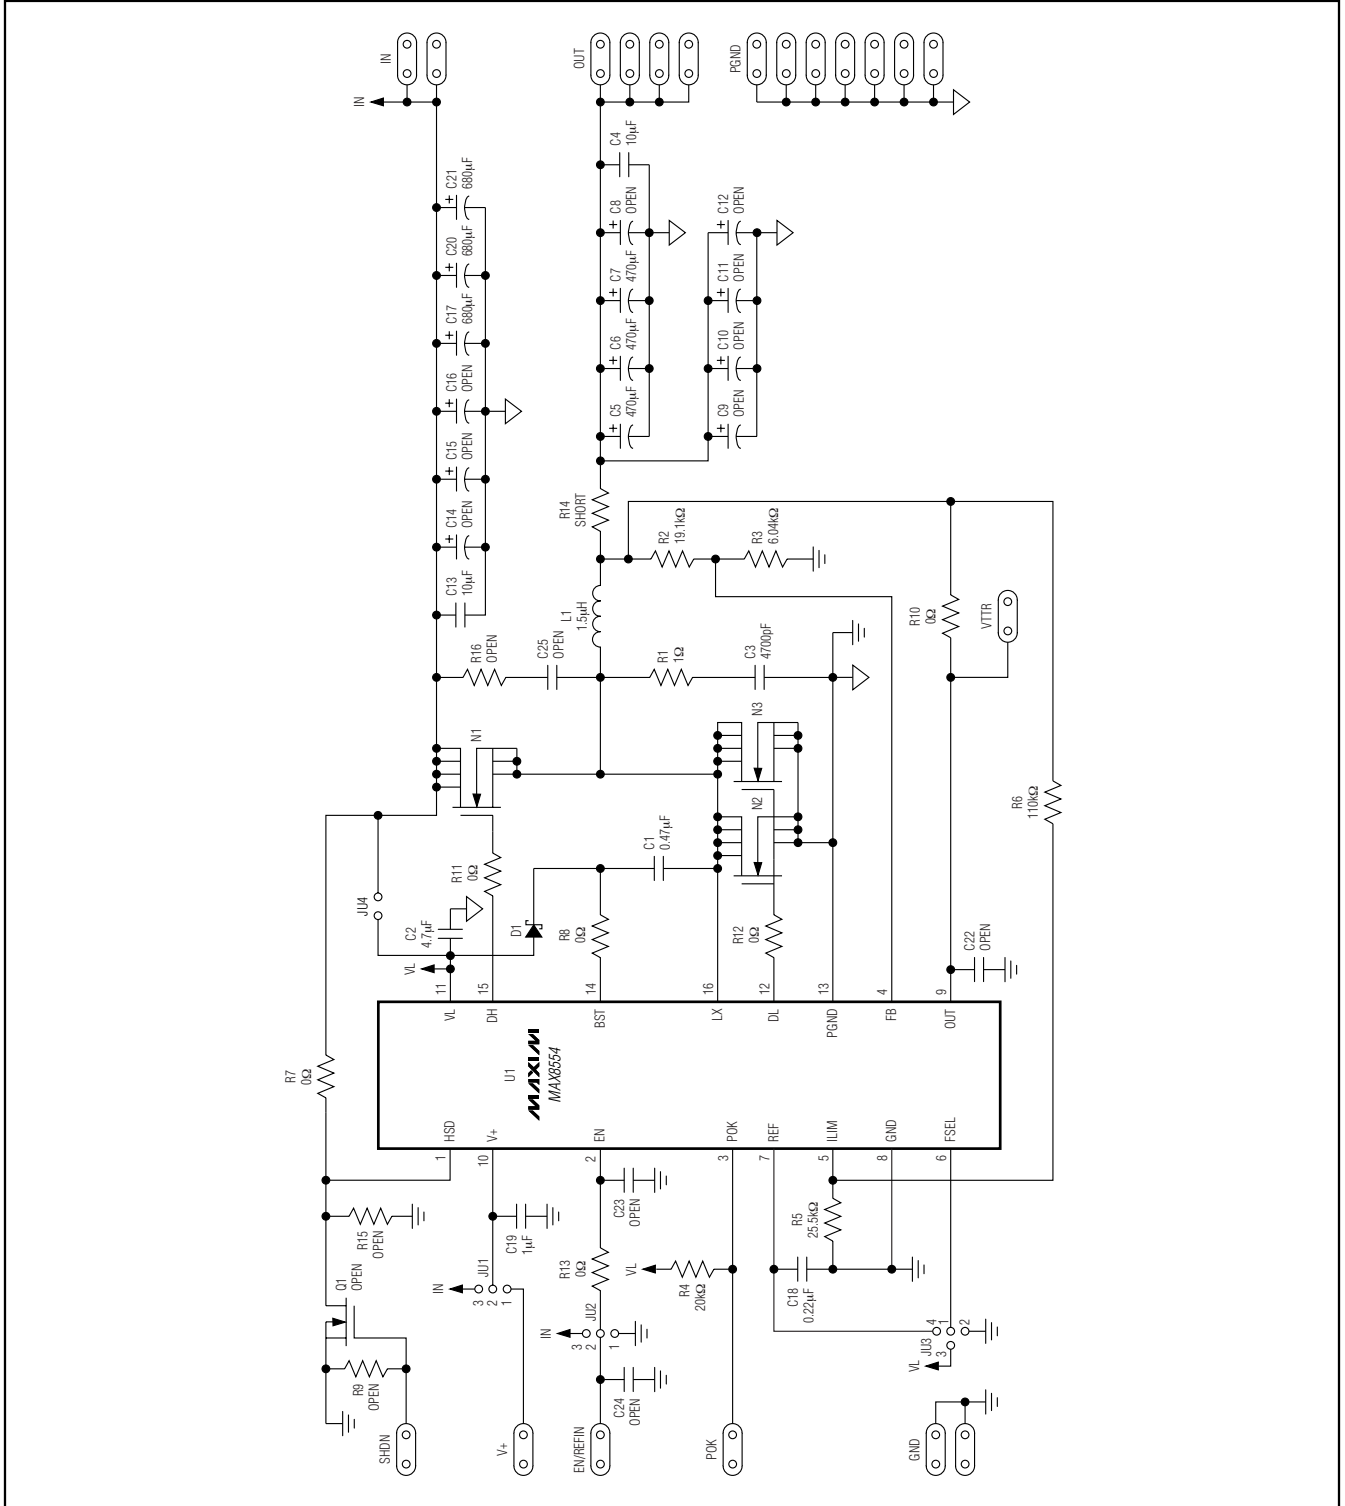 SHDN
R9
OPEN
Q1
OPEN
R15
OPEN
R7
0Ω
JU4
IN
IN
V+
IN
3
2
1
JU1
C19
1µF
EN/REFIN
C24
OPEN
IN
3
2
1
JU2
R13
0Ω
C23
OPEN
POK
VL
R4
20kΩ
C18
0.22µF
R5
25.5kΩ
GND
VL
JU3
3
4
1
2
1
HSD
10
V+
2
EN
3
POK
7
REF
5
ILIM
8
GND
6
FSEL
U1
MAXIM
MAX8554
VL
11
DH
15
BST
14
LX
16
DL
12
PGND
13
FB
4
OUT
9
VL
C2
4.7µF
R11
0Ω
D1
R8
0Ω
C1
0.47µF
R12
0Ω
N1
N2
N3
C22
OPEN
R6
110kΩ
R16
OPEN
C25
OPEN
R1
1Ω
C3
4700pF
L1
1.5µH
R14
SHORT
R2
19.1kΩ
R3
6.04kΩ
R10
0Ω
VTTR
C13
10µF
+
C14
OPEN
+
C15
OPEN
+
C16
OPEN
+
C17
680µF
+
C20
680µF
+
C21
680µF
+
C5
470µF
+
C6
470µF
+
C7
470µF
+
C8
OPEN
C4
10µF
+
C9
OPEN
+
C10
OPEN
+
C11
OPEN
+
C12
OPEN
OUT
PGND